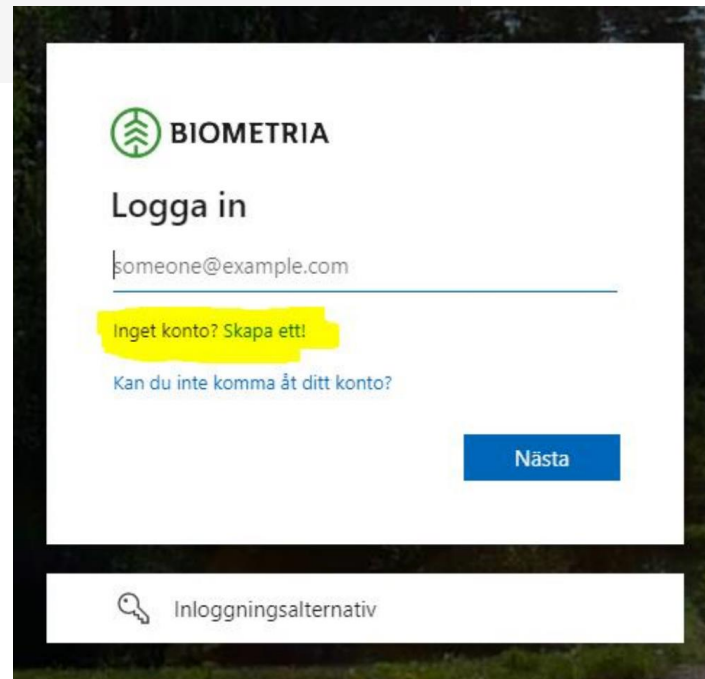 BIOMETRIA
Logga in
someone@example.com
Inget konto? Skapa ett!
Kan du inte komma åt ditt konto?
Nästa
Inloggningsalternativ